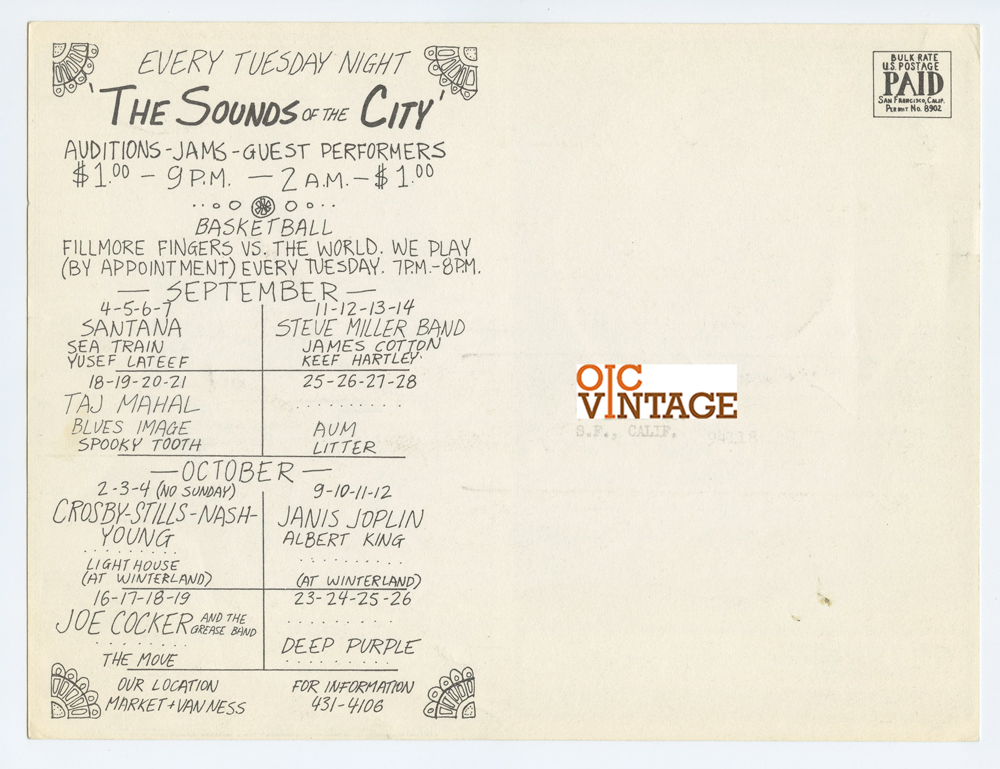 EVERY TUESDAY NIGHT
'THE SOUNDS OF THE CITY'
AUDITIONS-JAMS-GUEST PERFORMERS
$1.00 - 9 P.M. - 2 A.M. - $1.00
BASKETBALL
FILLMORE FINGERS VS. THE WORLD. WE PLAY
(BY APPOINTMENT) EVERY TUESDAY. 7P.M.-8P.M.
- SEPTEMBER -
4-5-6-7
SANTANA
SEA TRAIN
YUSEF LATEEF
11-12-13-14
STEVE MILLER BAND
JAMES COTTON
KEEF HARTLEY
18-19-20-21
TAJ MAHAL
BLUES IMAGE
SPOOKY TOOTH
25-26-27-28
..........
AUM
LITTER
- OCTOBER -
2-3-4 (NO SUNDAY)
CROSBY-STILLS-NASH-
YOUNG
..........
LIGHTHOUSE
(AT WINTERLAND)
9-10-11-12
JANIS JOPLIN
ALBERT KING
..........
(AT WINTERLAND)
16-17-18-19
JOE COCKER AND THE
GREASE BAND
..........
THE MOVE
23-24-25-26
..........
DEEP PURPLE
..........
OUR LOCATION
MARKET + VAN NESS
FOR INFORMATION
431-4106
BULK RATE
U.S. POSTAGE
PAID
SAN FRANCISCO, CALIF.
PERMIT NO. 8902
OJC
VINTAGE
S.F., CALIF. 94118